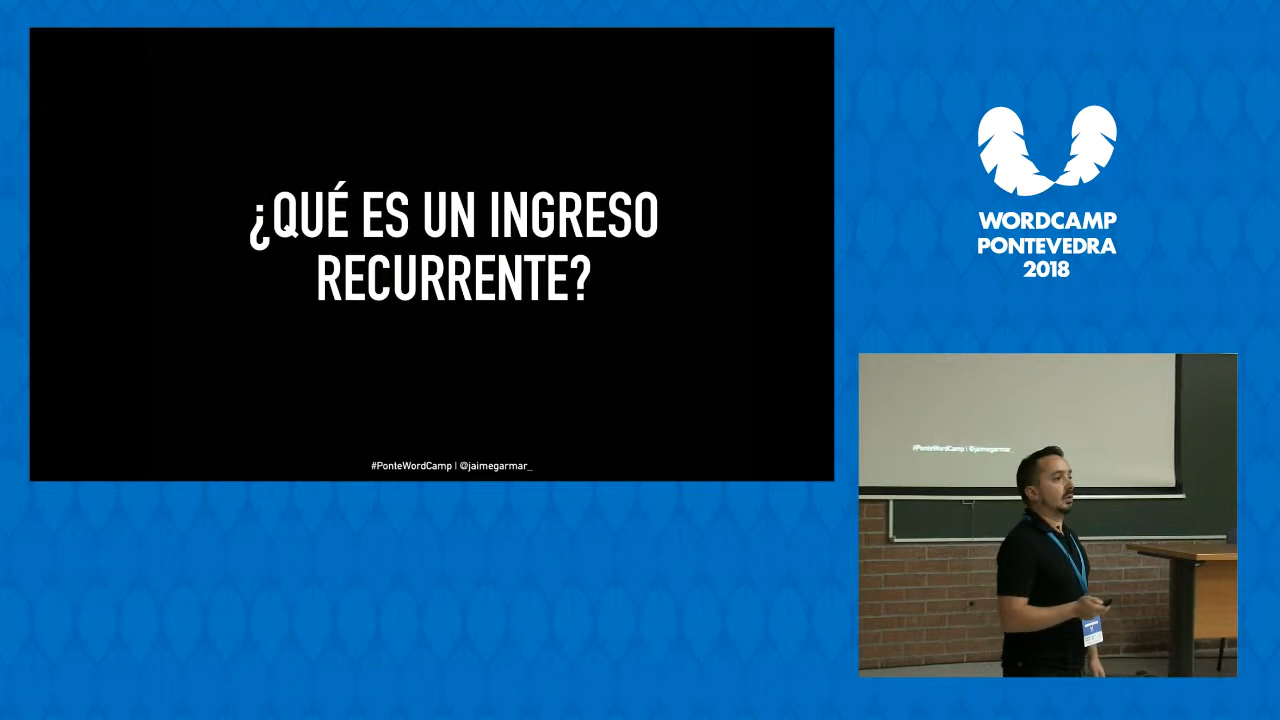 ¿QUÉ ES UN INGRESO
RECURRENTE?
#PonteWordCamp | @jaimegarmar_
WORDCAMP
PONTEVEDRA
2018
#PonteWordCamp | @jaimegarmar_